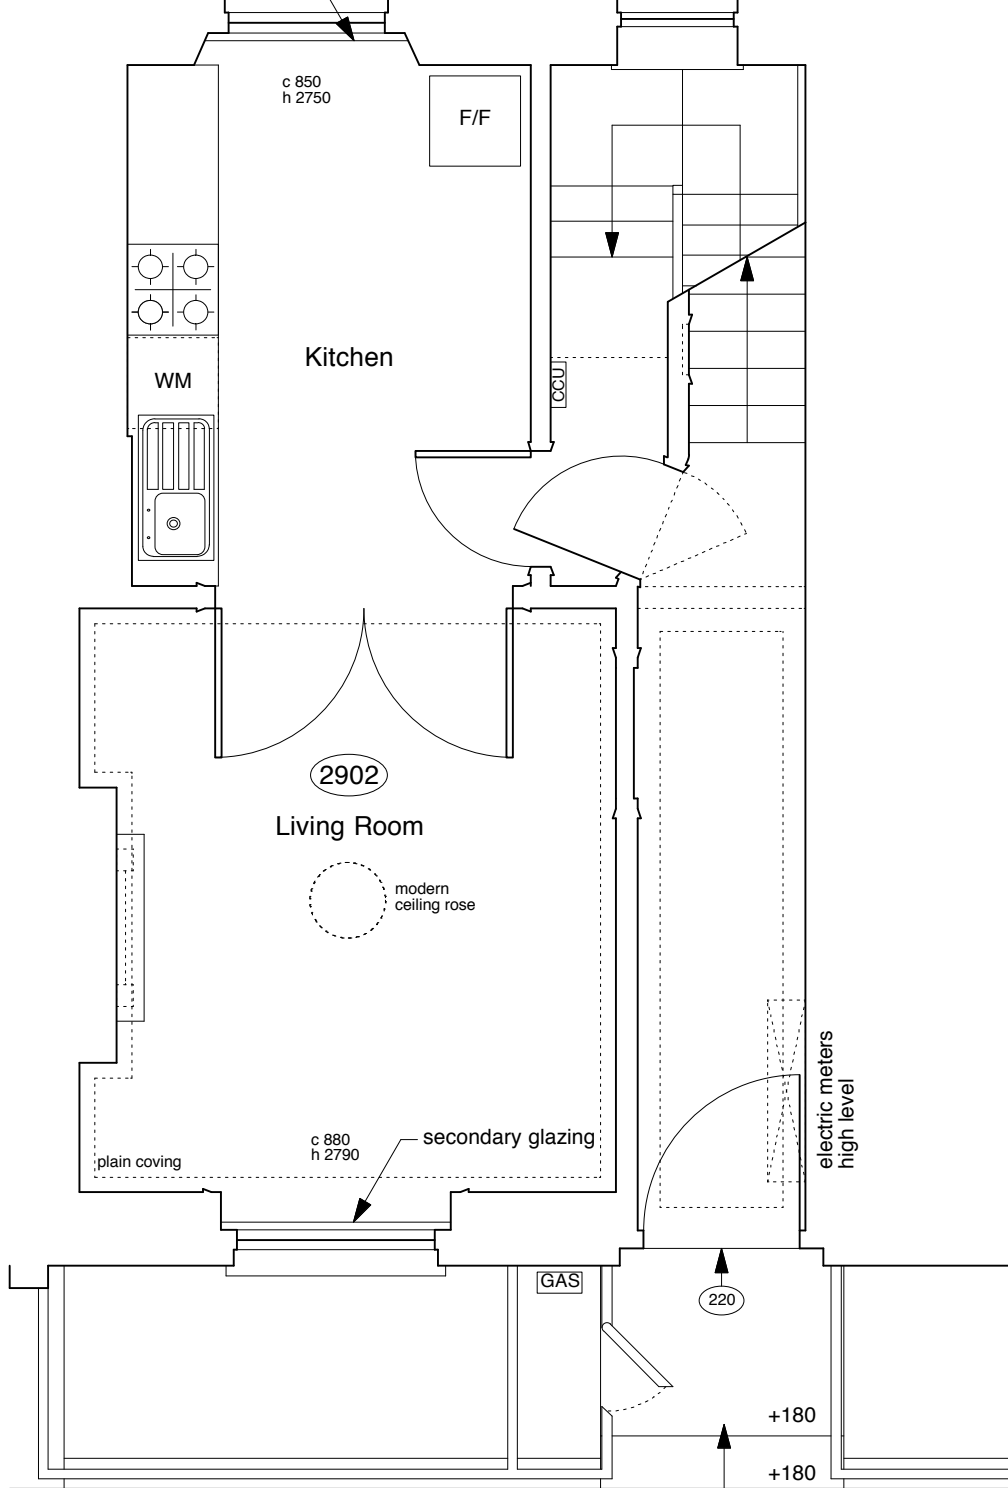 c 850
h 2750
F/F
Kitchen
WM
CCU
2902
Living Room
modern
ceiling rose
electric meters
high level
c 880
h 2790
secondary glazing
plain coving
GAS
220
+180
+180